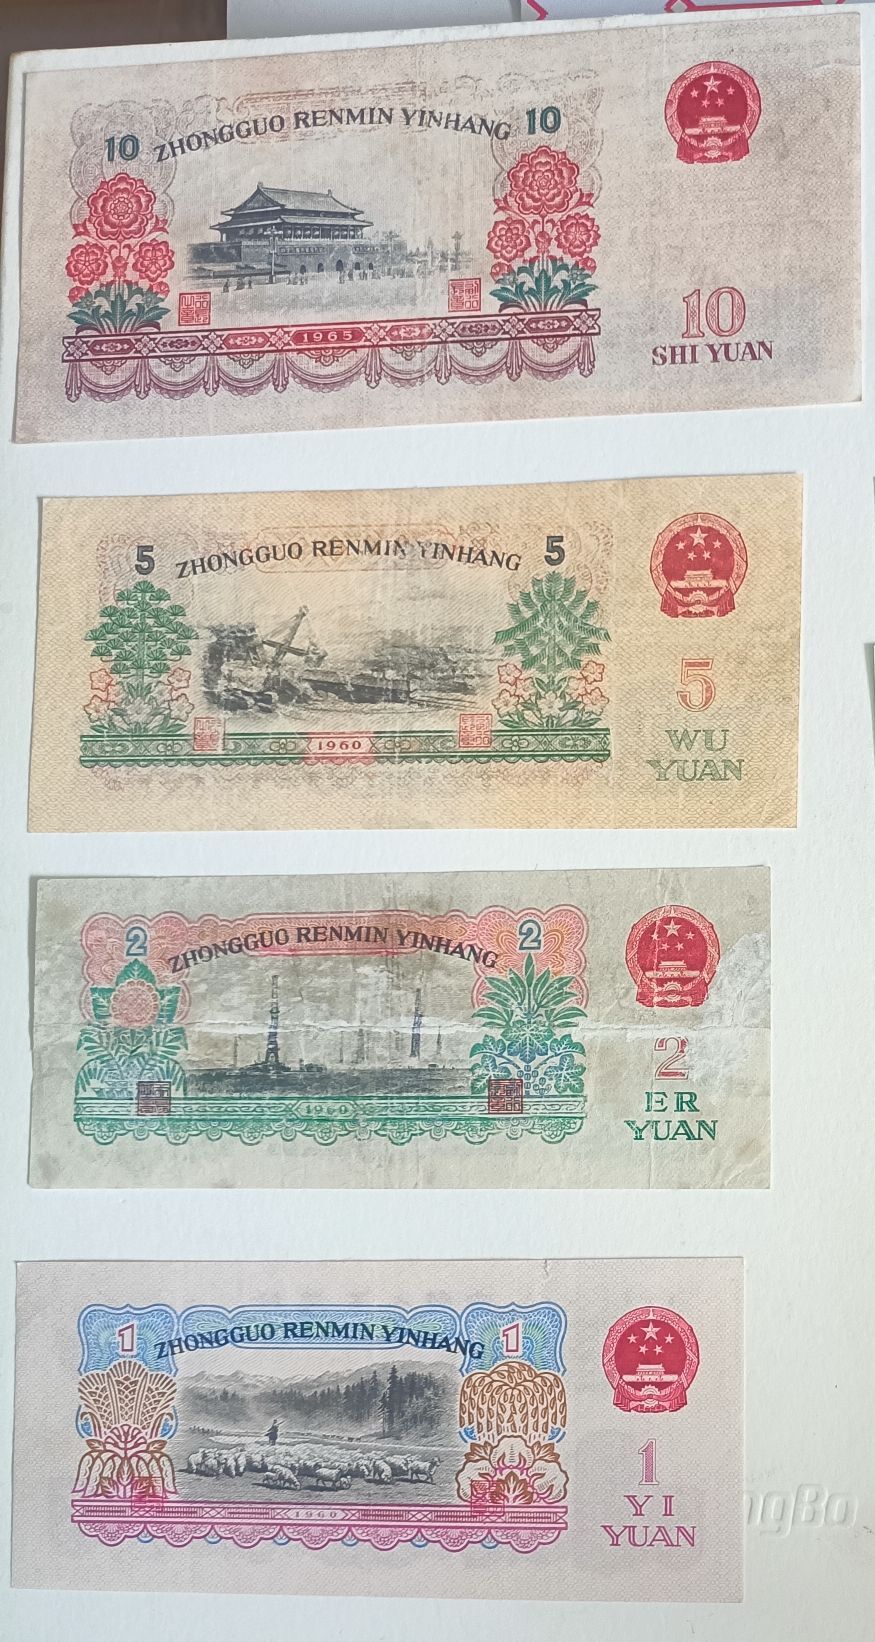 10 ZHONGGUO RENMIN YINHANG 10
1965
10
SHI YUAN
5 ZHONGGUO RENMIN YINHANG 5
1960
5
WU
YUAN
2 ZHONGGUO RENMIN YINHANG 2
1960
2
ER
YUAN
1 ZHONGGUO RENMIN YINHANG 1
1960
1
YI
YUAN
ngBo